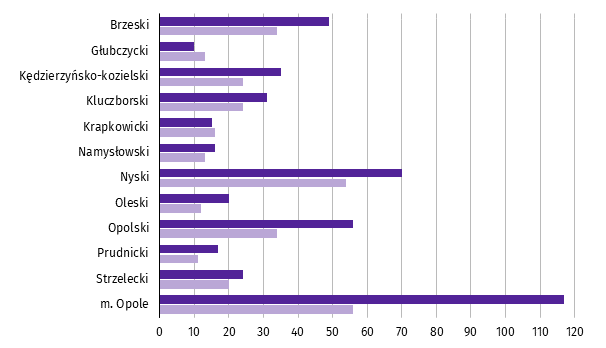 Brzeski
Głubczycki
Kędzierzyńsko-kozielski
Kluczborski
Krapkowicki
Namysłowski
Nyski
Oleski
Opolski
Prudnicki
Strzelecki
m. Opole
0 10 20 30 40 50 60 70 80 90 100 110 120